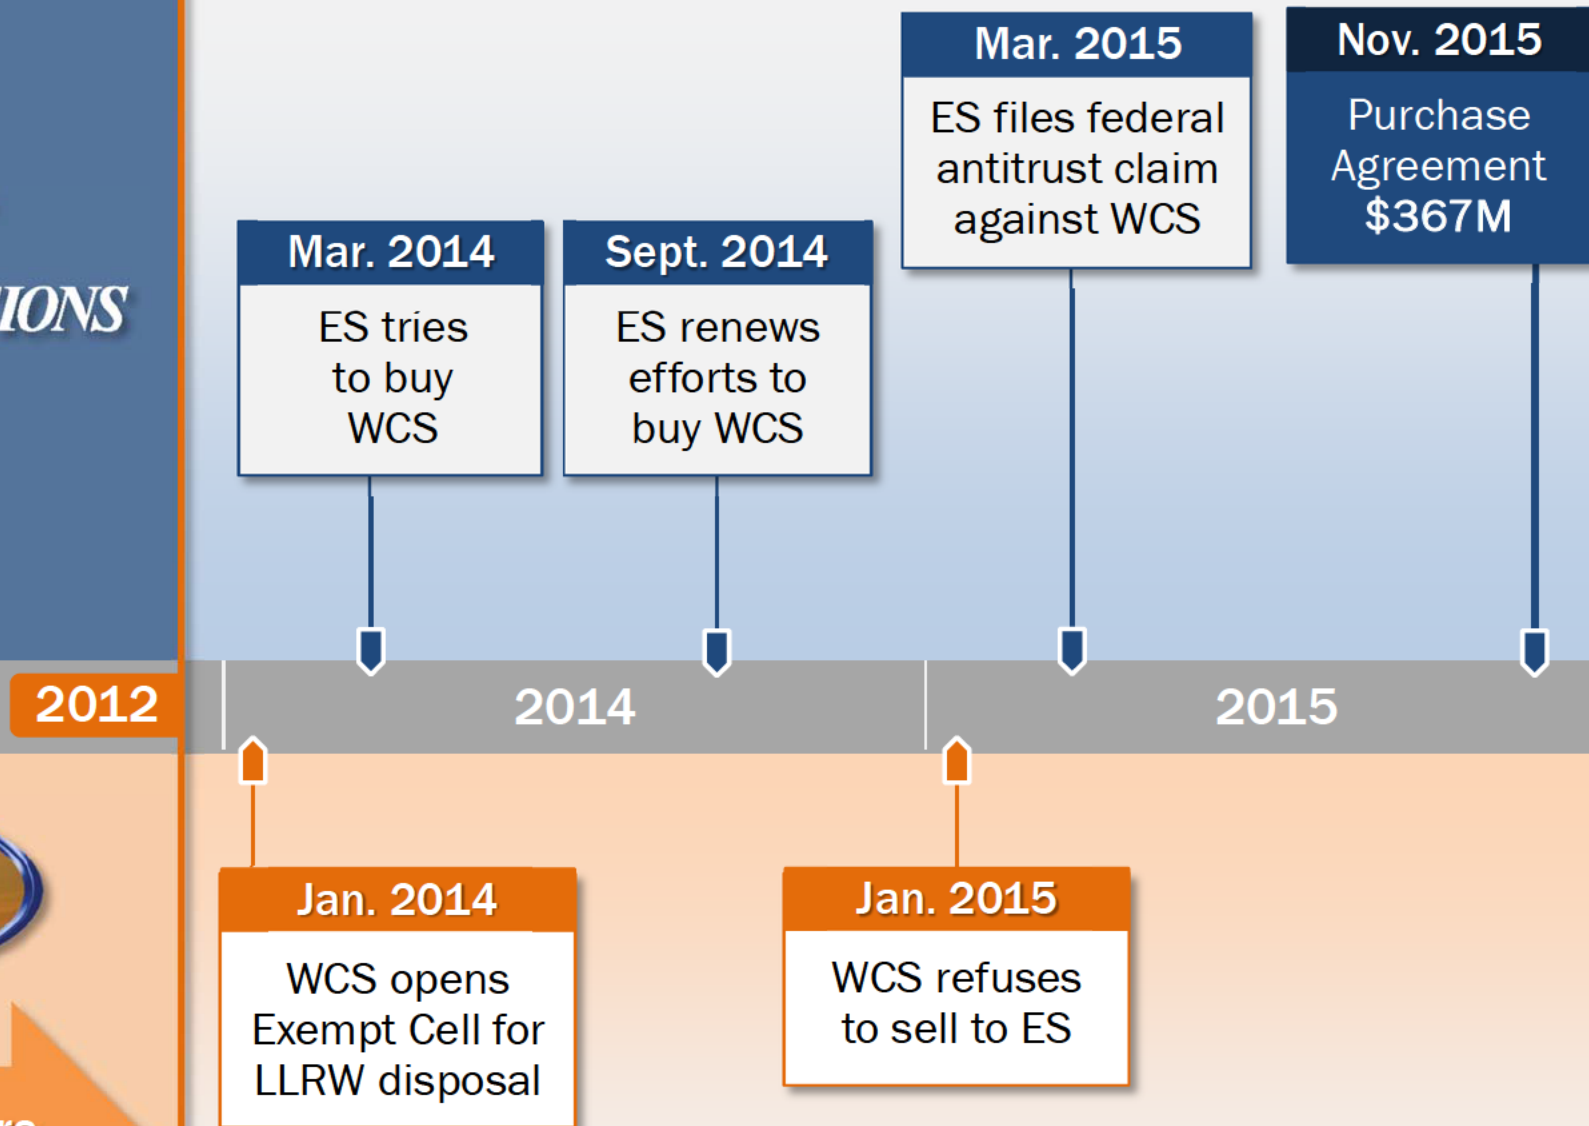 Mar. 2015
ES files federal
antitrust claim
against WCS
Nov. 2015
Purchase
Agreement
$367M
Mar. 2014
ES tries
to buy
WCS
Sept. 2014
ES renews
efforts to
buy WCS
IONS
2012
2014
2015
Jan. 2014
WCS opens
Exempt Cell for
LLRW disposal
Jan. 2015
WCS refuses
to sell to ES